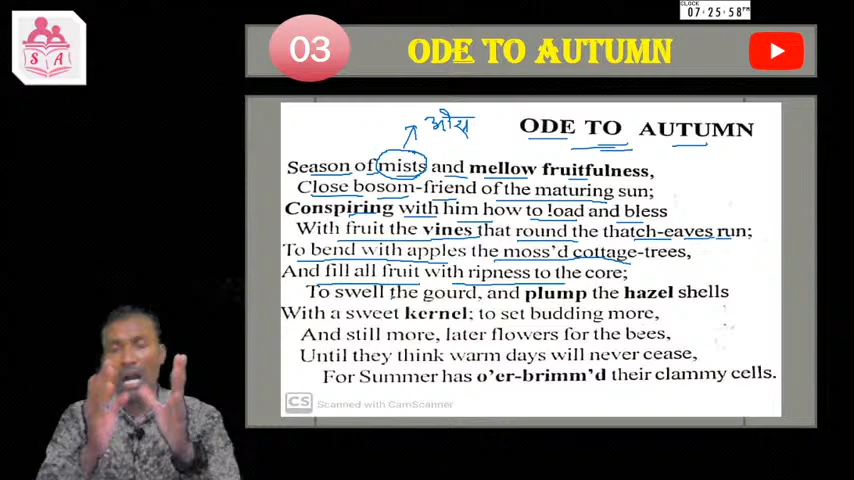 CLOCK
07:25:58PM
S A
03
ODE TO AUTUMN
औस
ODE TO AUTUMN
Season of mists and mellow fruitfulness,
Close bosom-friend of the maturing sun;
Conspiring with him how to load and bless
With fruit the vines that round the thatch-eaves run;
To bend with apples the moss'd cottage-trees,
And fill all fruit with ripness to the core;
To swell the gourd, and plump the hazel shells
With a sweet kernel; to set budding more,
And still more, later flowers for the bees,
Until they think warm days will never cease,
For Summer has o'er-brimm'd their clammy cells.
CS Scanned with CamScanner